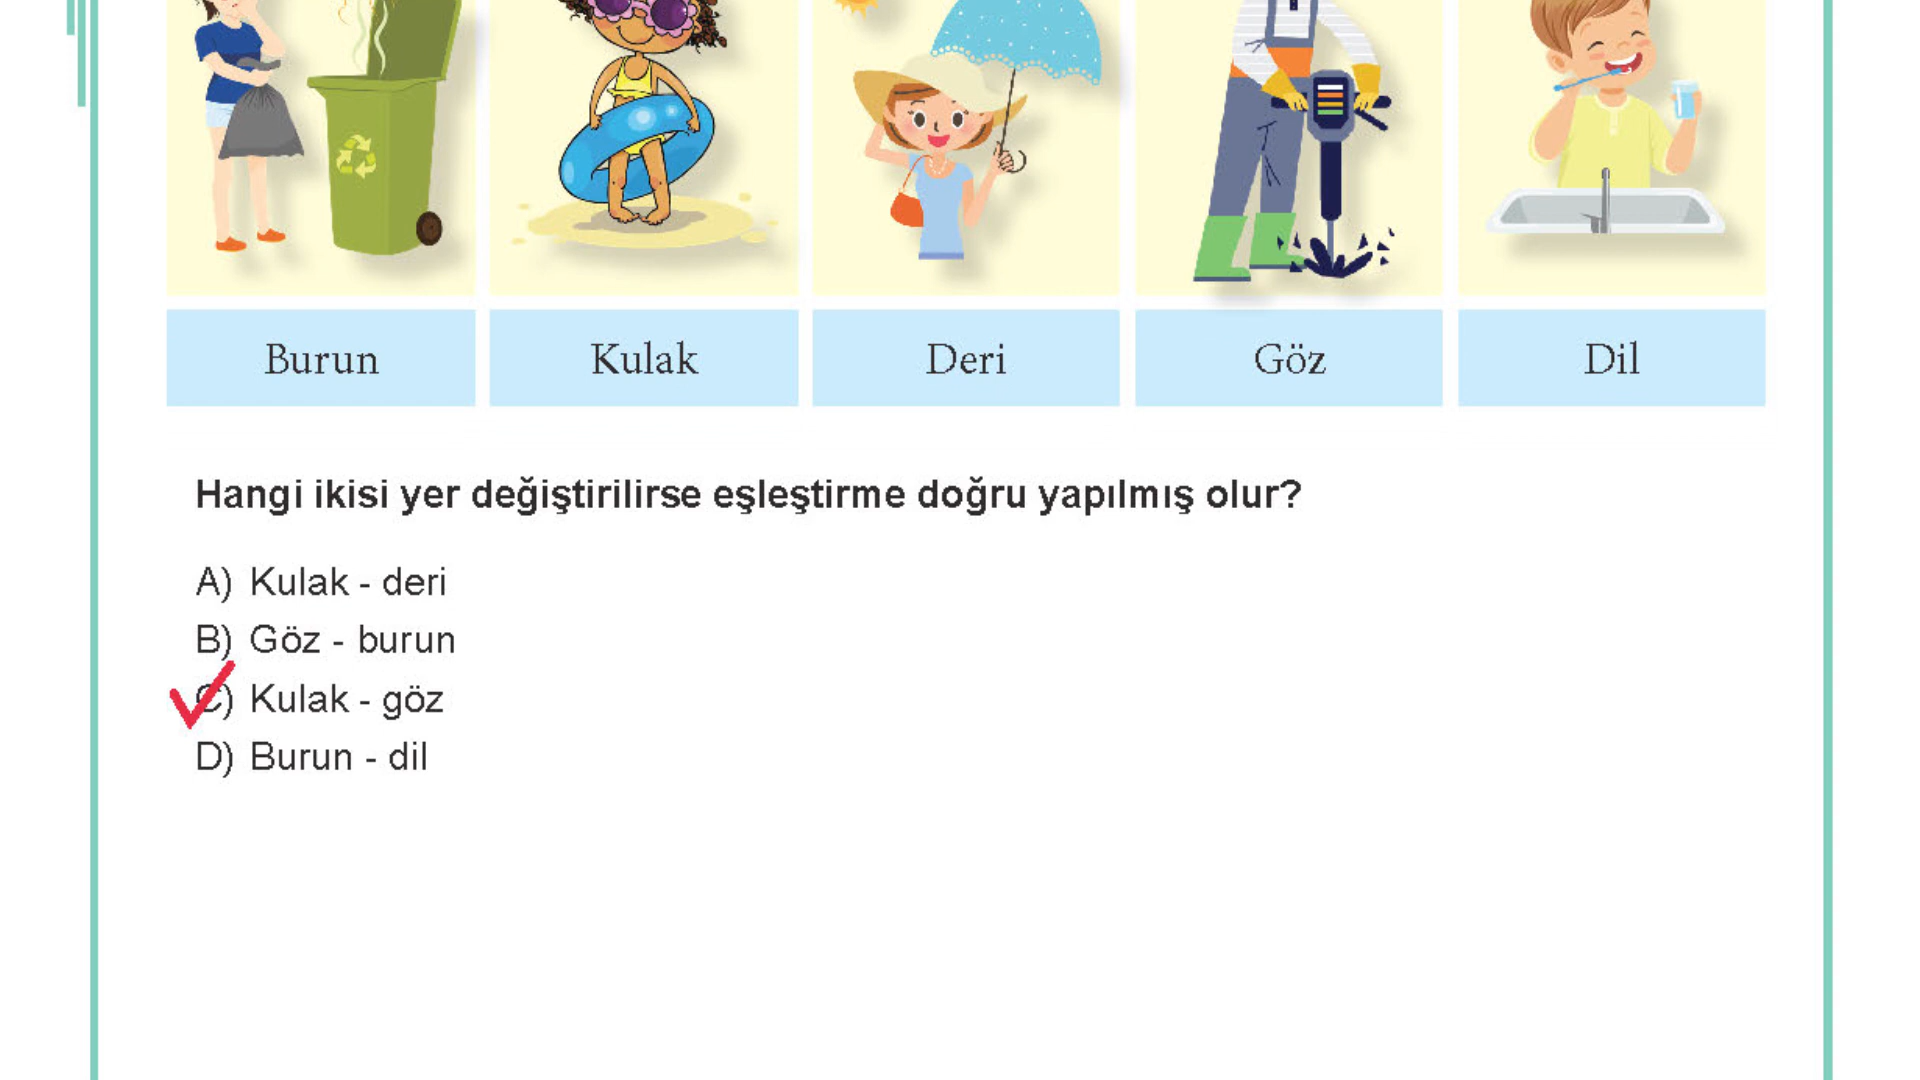 Burun Kulak Deri Göz Dil
Hangi ikisi yer değiştirilirse eşleştirme doğru yapılmış olur?
A) Kulak - deri
B) Göz - burun
C) Kulak - göz
D) Burun - dil